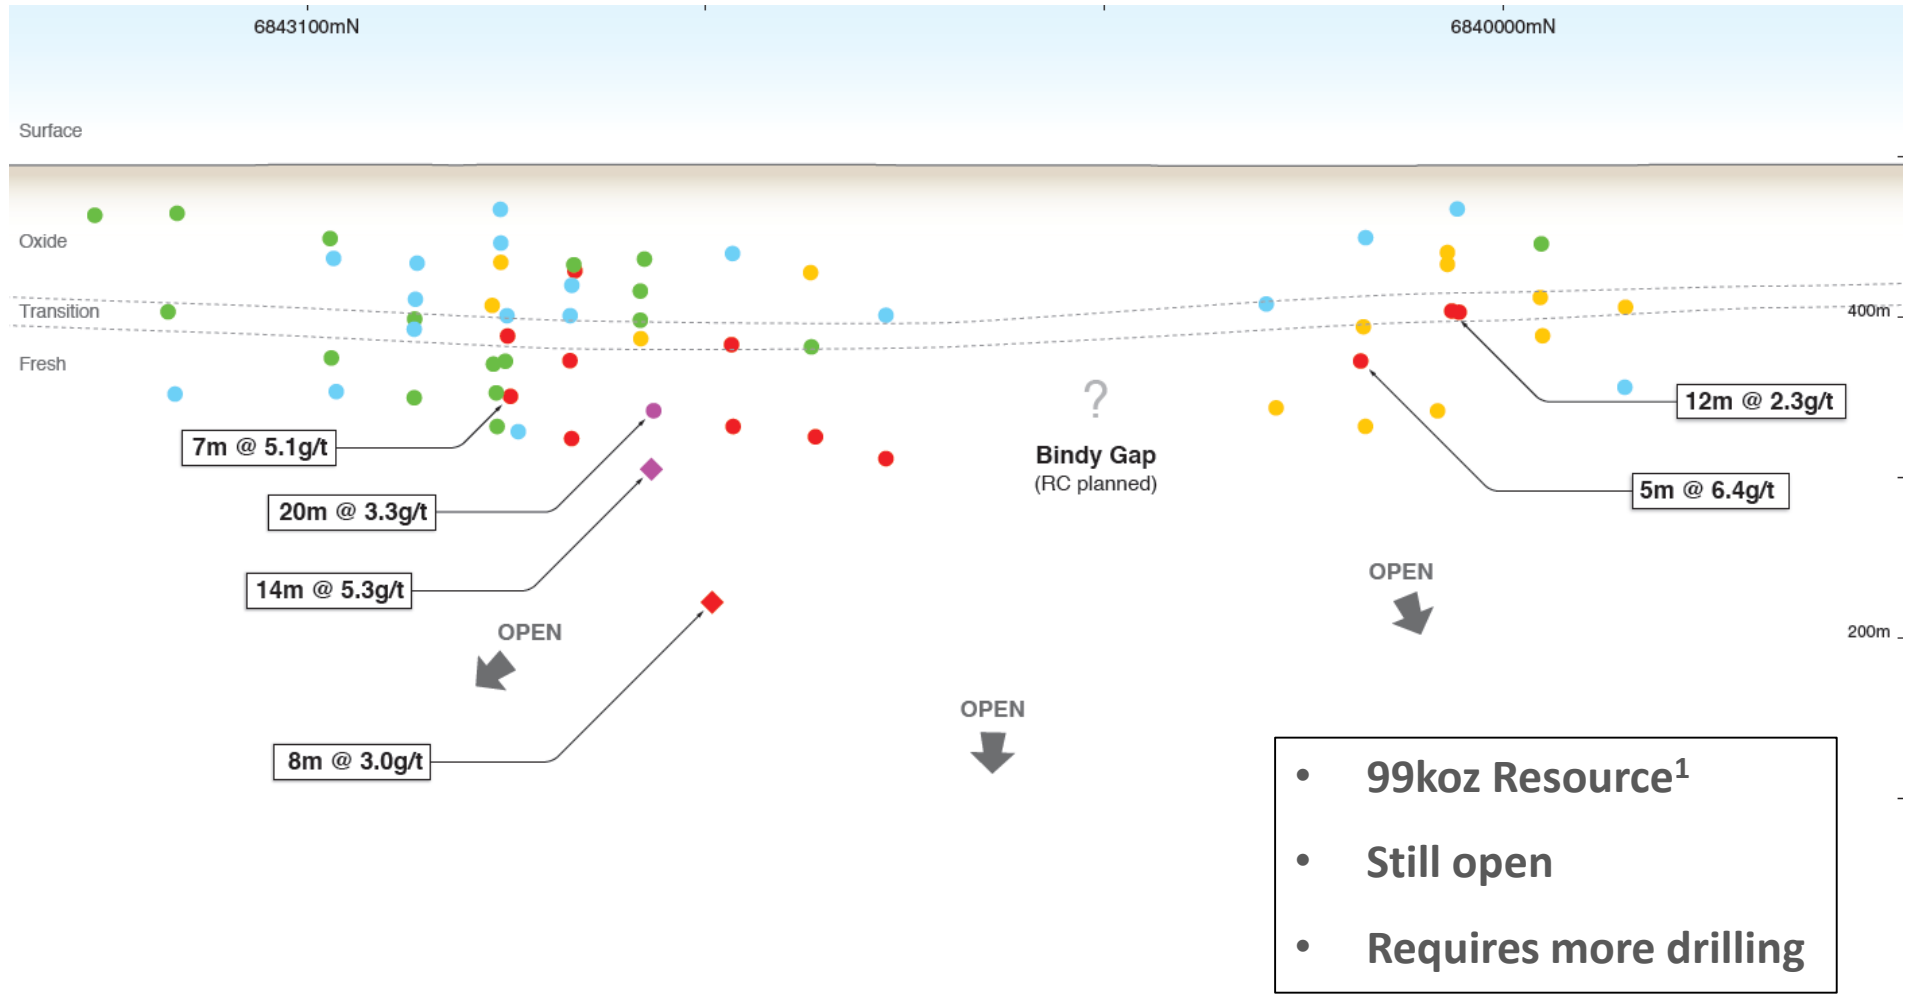 6843100mN
6840000mN
Surface
Oxide
Transition
Fresh
400m
200m
7m @ 5.1g/t
20m @ 3.3g/t
14m @ 5.3g/t
8m @ 3.0g/t
12m @ 2.3g/t
5m @ 6.4g/t
?
Bindy Gap
(RC planned)
OPEN
OPEN
OPEN
• 99koz Resource¹
• Still open
• Requires more drilling